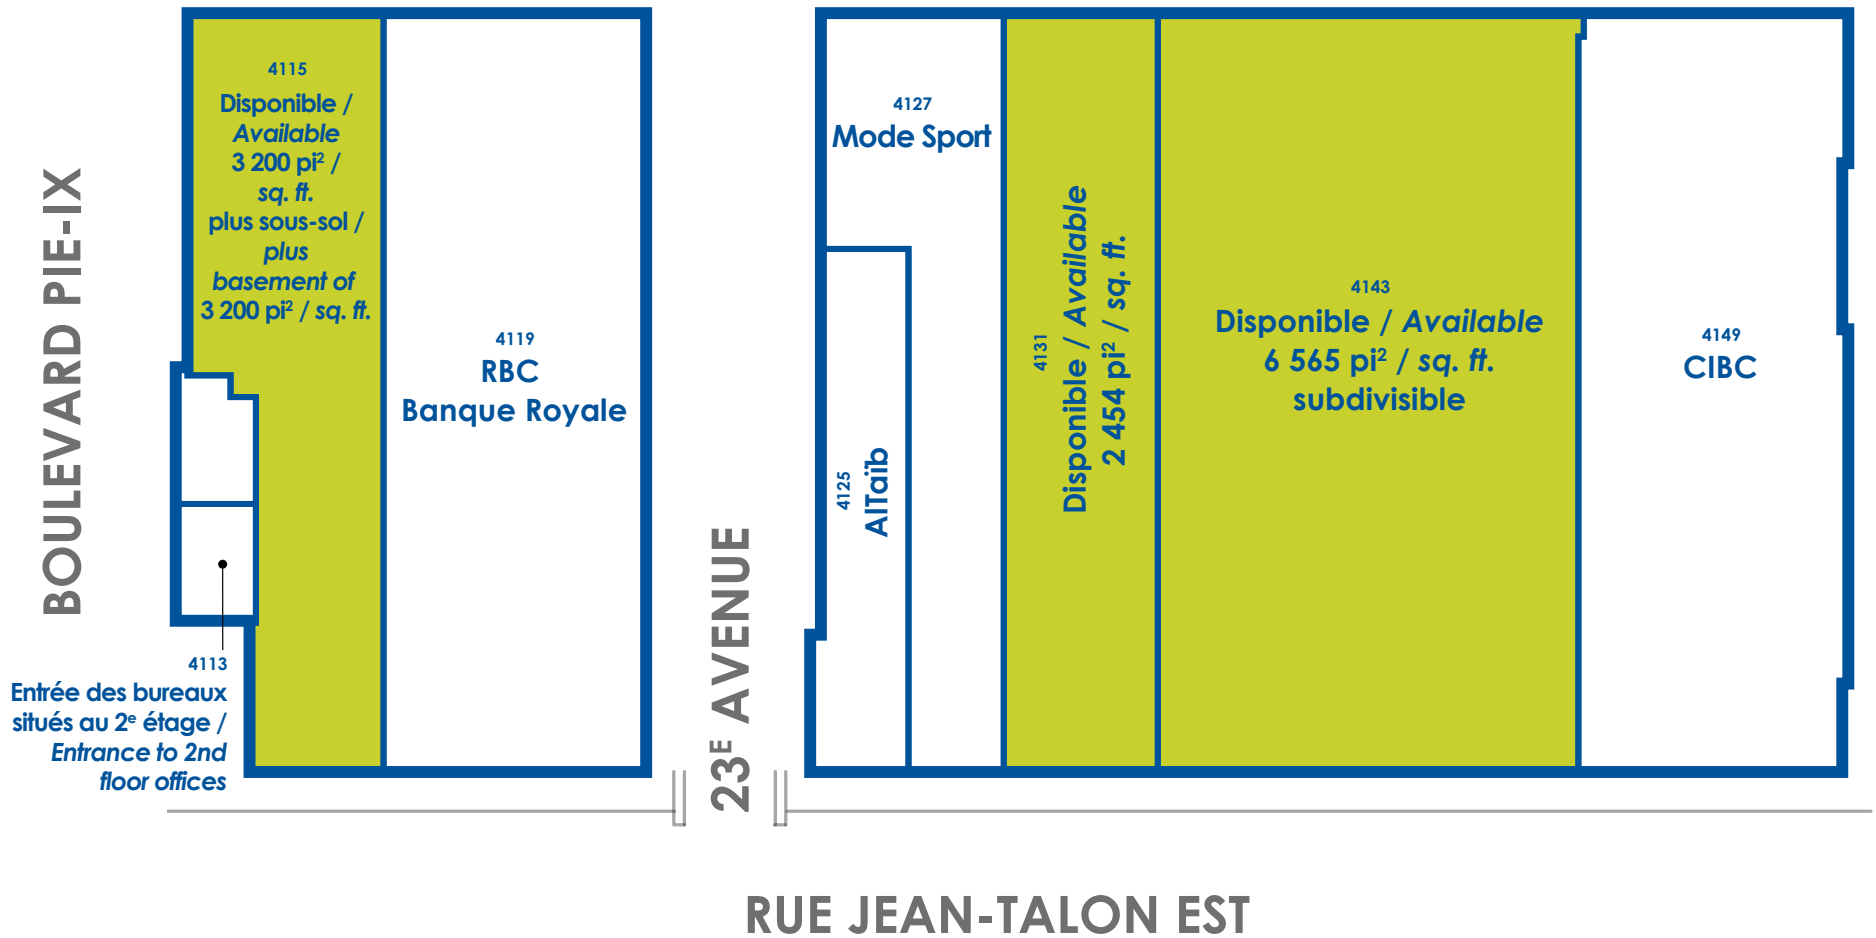 BOULEVARD PIE-IX
4115
Disponible /
Available
3 200 pi² /
sq. ft.
plus sous-sol /
plus
basement of
3 200 pi² / sq. ft.
4119
RBC
Banque Royale
4113
Entrée des bureaux
situés au 2e étage /
Entrance to 2nd
floor offices
23E AVENUE
4127
Mode Sport
4125
AlTaïb
4131
Disponible / Available
2 454 pi² / sq. ft.
4143
Disponible / Available
6 565 pi² / sq. ft.
subdivisible
4149
CIBC
RUE JEAN-TALON EST